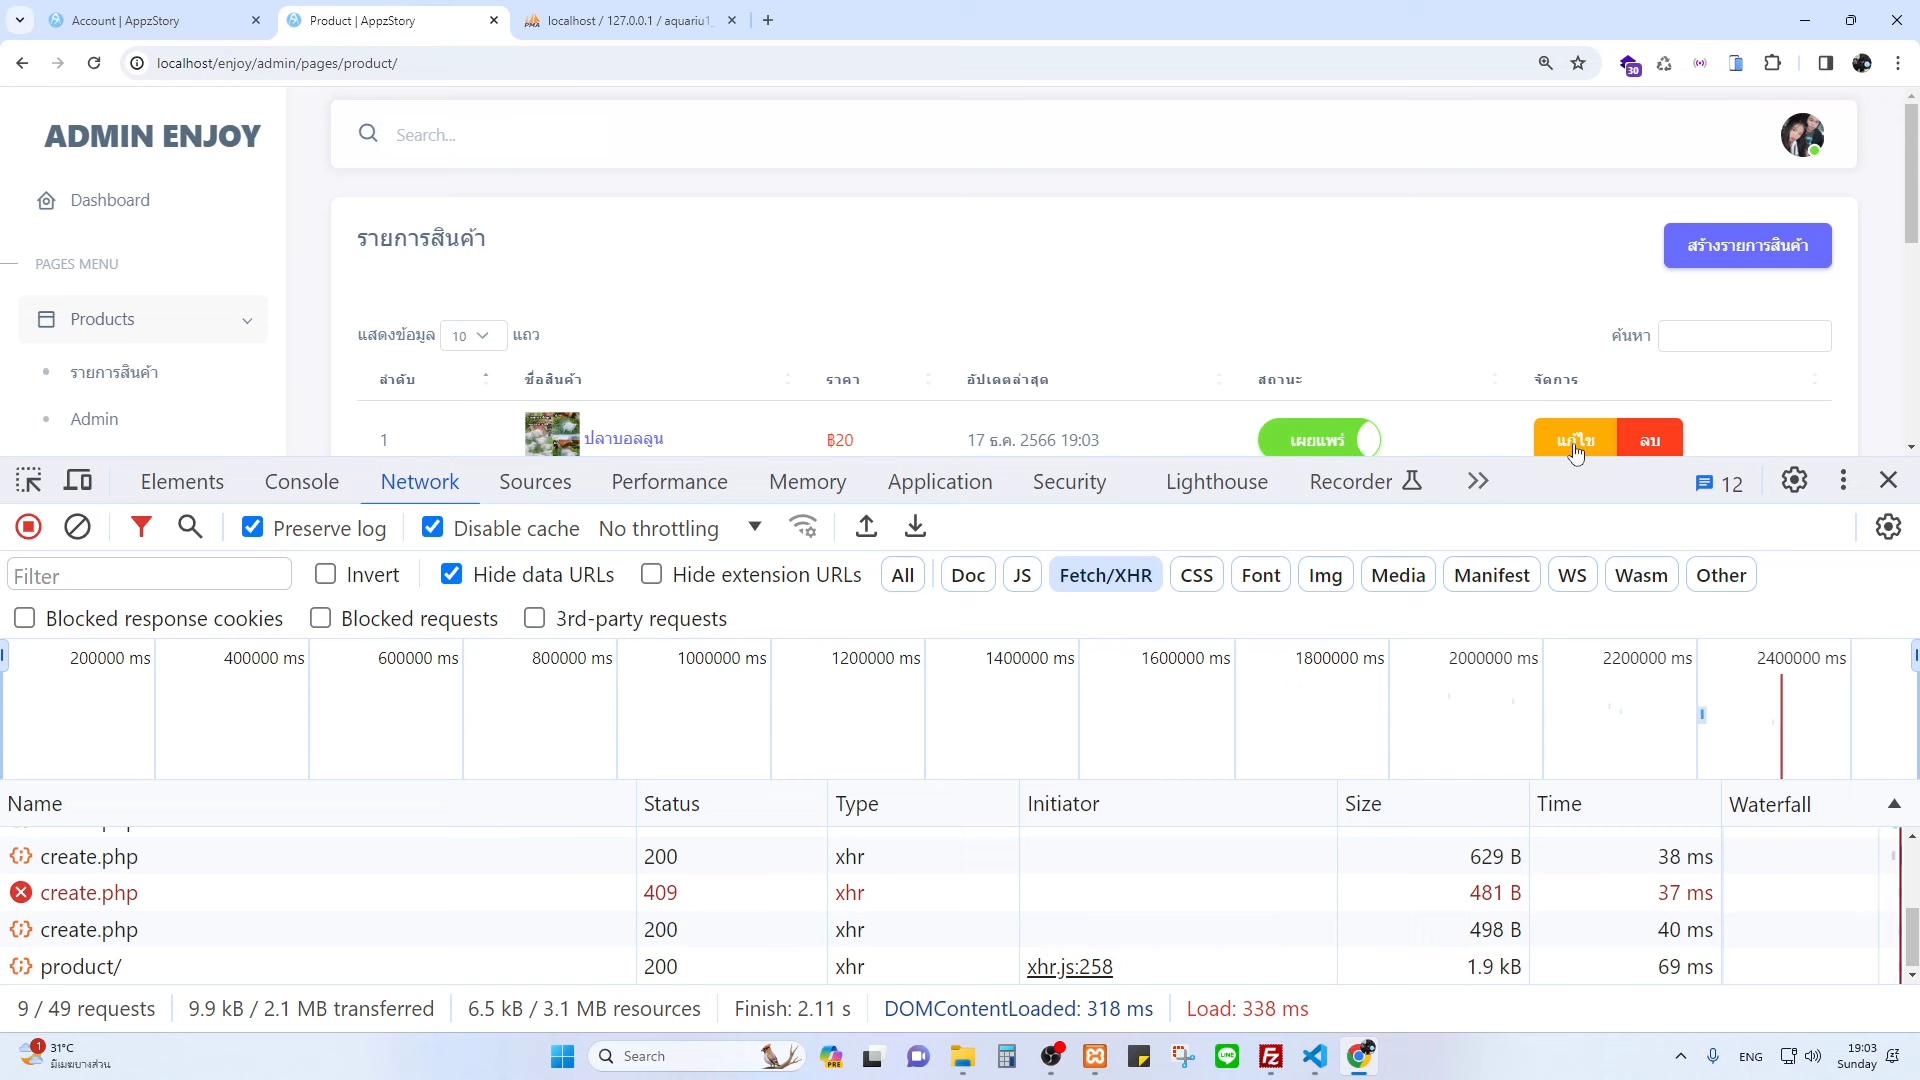 Account | AppzStory
Product | AppzStory
localhost / 127.0.0.1 / aquariu1_
localhost/enjoy/admin/pages/product/
30
ADMIN ENJOY
Search...
Dashboard
PAGES MENU
Products
รายการสินค้า
Admin
รายการสินค้า
สร้างรายการสินค้า
แสดงข้อมูล 10 แถว
ค้นหา
ลำดับ ชื่อสินค้า ราคา อัปเดตล่าสุด สถานะ จัดการ
1 ปลาบอลลูน ฿20 17 ธ.ค. 2566 19:03 เผยแพร่ แก้ไข ลบ
Elements Console Network Sources Performance Memory Application Security Lighthouse Recorder 12
Preserve log Disable cache No throttling
Filter Invert Hide data URLs Hide extension URLs All Doc JS Fetch/XHR CSS Font Img Media Manifest WS Wasm Other
Blocked response cookies Blocked requests 3rd-party requests
200000 ms 400000 ms 600000 ms 800000 ms 1000000 ms 1200000 ms 1400000 ms 1600000 ms 1800000 ms 2000000 ms 2200000 ms 2400000 ms
Name Status Type Initiator Size Time Waterfall
create.php 200 xhr 629 B 38 ms
create.php 409 xhr 481 B 37 ms
create.php 200 xhr 498 B 40 ms
product/ 200 xhr xhr.js:258 1.9 kB 69 ms
9 / 49 requests 9.9 kB / 2.1 MB transferred 6.5 kB / 3.1 MB resources Finish: 2.11 s DOMContentLoaded: 318 ms Load: 338 ms
1
31°C
มีเมฆบางส่วน
Search
PRE
ENG
19:03
Sunday